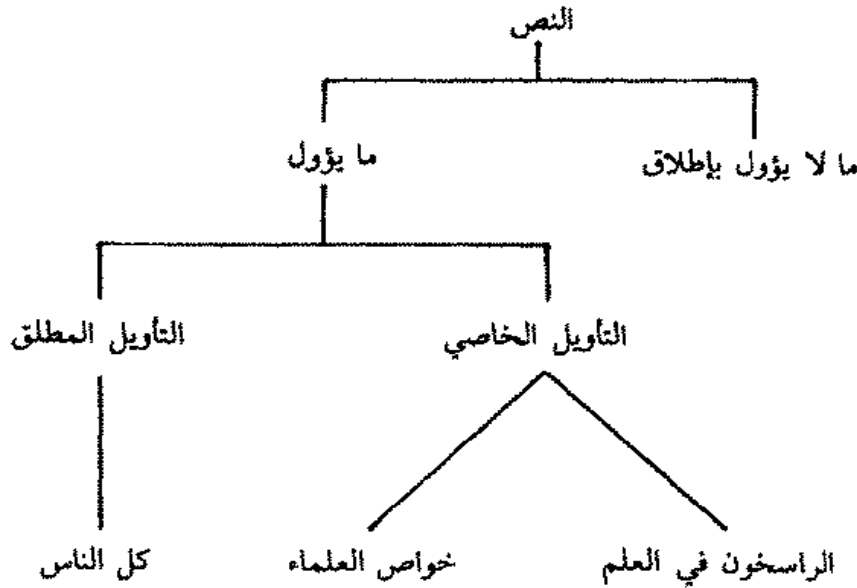 النص
ما لا يؤول بإطلاق
ما يؤول
التأويل الخاصي
التأويل المطلق
الراسخون في العلم
خواص العلماء
كل الناس